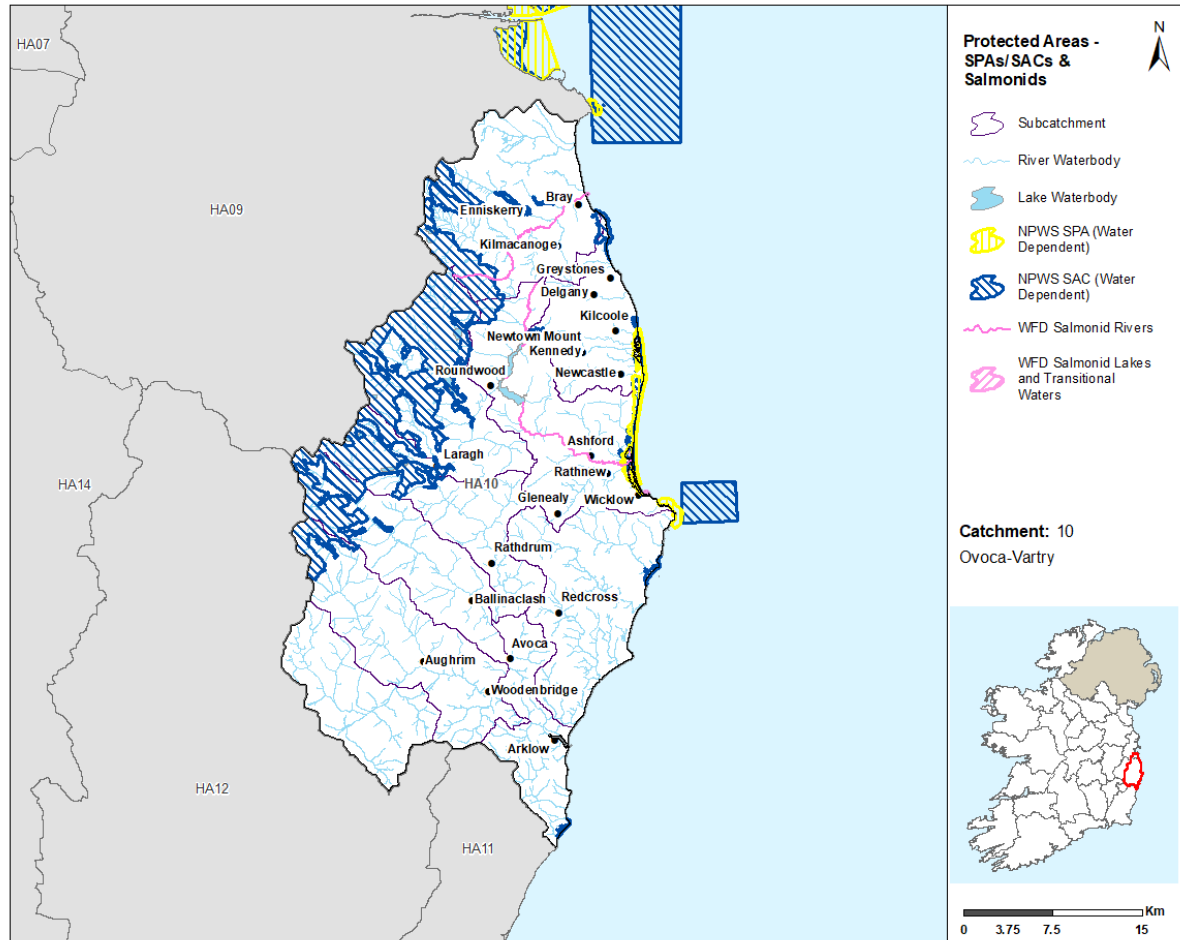 HA07
HA09
Bray
Enniskerry
Kilmacanoge
Greystones
Delgany
Kilcoole
Newtown Mount
Kennedy
Roundwood
Newcastle
Ashford
Laragh
Rathnew
HA14
HA10
Glenealy
Wicklow
Rathdrum
Ballinaclash
Redcross
Avoca
Aughrim
Woodenbridge
Arklow
HA12
HA11
Protected Areas -
SPAs/SACs &
Salmonids
N
Subcatchment
River Waterbody
Lake Waterbody
NPWS SPA (Water
Dependent)
NPWS SAC (Water
Dependent)
WFD Salmonid Rivers
WFD Salmonid Lakes
and Transitional
Waters
Catchment: 10
Ovoca-Vartry
Km
0 3.75 7.5 15